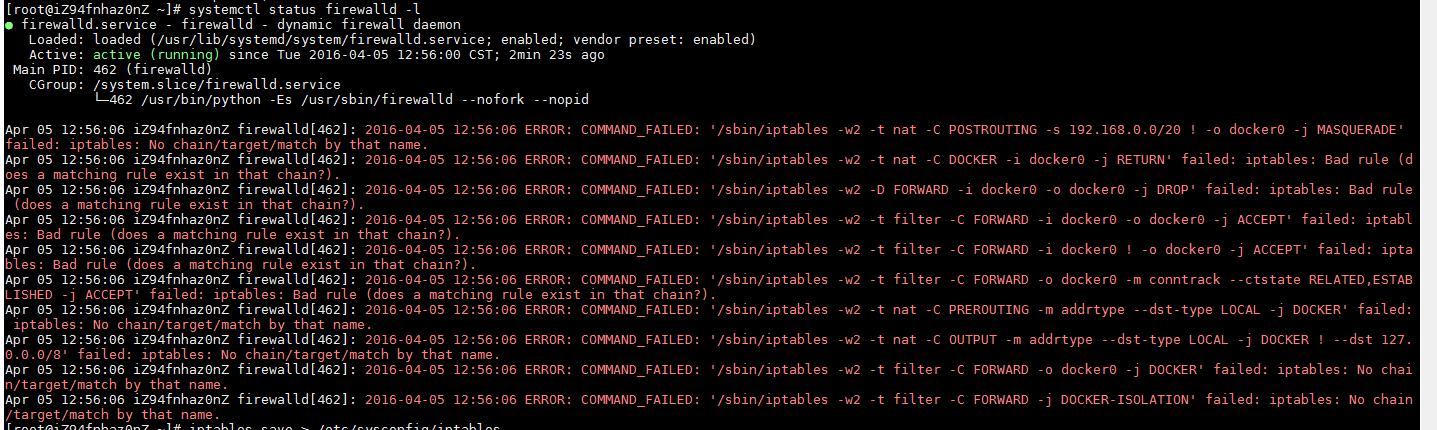 [root@iZ94fnhaz0nZ ~]# systemctl status firewalld -l
● firewalld.service - firewalld - dynamic firewall daemon
Loaded: loaded (/usr/lib/systemd/system/firewalld.service; enabled; vendor preset: enabled)
Active: active (running) since Tue 2016-04-05 12:56:00 CST; 2min 23s ago
Main PID: 462 (firewalld)
CGroup: /system.slice/firewalld.service
└─462 /usr/bin/python -Es /usr/sbin/firewalld --nofork --nopid
Apr 05 12:56:06 iZ94fnhaz0nZ firewalld[462]: 2016-04-05 12:56:06 ERROR: COMMAND_FAILED: '/sbin/iptables -w2 -t nat -C POSTROUTING -s 192.168.0.0/20 ! -o docker0 -j MASQUERADE'
failed: iptables: No chain/target/match by that name.
Apr 05 12:56:06 iZ94fnhaz0nZ firewalld[462]: 2016-04-05 12:56:06 ERROR: COMMAND_FAILED: '/sbin/iptables -w2 -t nat -C DOCKER -i docker0 -j RETURN' failed: iptables: Bad rule (d
oes a matching rule exist in that chain?).
Apr 05 12:56:06 iZ94fnhaz0nZ firewalld[462]: 2016-04-05 12:56:06 ERROR: COMMAND_FAILED: '/sbin/iptables -w2 -D FORWARD -i docker0 -o docker0 -j DROP' failed: iptables: Bad rule
(does a matching rule exist in that chain?).
Apr 05 12:56:06 iZ94fnhaz0nZ firewalld[462]: 2016-04-05 12:56:06 ERROR: COMMAND_FAILED: '/sbin/iptables -w2 -t filter -C FORWARD -i docker0 -o docker0 -j ACCEPT' failed: iptabl
es: Bad rule (does a matching rule exist in that chain?).
Apr 05 12:56:06 iZ94fnhaz0nZ firewalld[462]: 2016-04-05 12:56:06 ERROR: COMMAND_FAILED: '/sbin/iptables -w2 -t filter -C FORWARD -i docker0 ! -o docker0 -j ACCEPT' failed: ipta
bles: Bad rule (does a matching rule exist in that chain?).
Apr 05 12:56:06 iZ94fnhaz0nZ firewalld[462]: 2016-04-05 12:56:06 ERROR: COMMAND_FAILED: '/sbin/iptables -w2 -t filter -C FORWARD -o docker0 -m conntrack --ctstate RELATED,ESTAB
LISHED -j ACCEPT' failed: iptables: Bad rule (does a matching rule exist in that chain?).
Apr 05 12:56:06 iZ94fnhaz0nZ firewalld[462]: 2016-04-05 12:56:06 ERROR: COMMAND_FAILED: '/sbin/iptables -w2 -t nat -C PREROUTING -m addrtype --dst-type LOCAL -j DOCKER' failed:
iptables: No chain/target/match by that name.
Apr 05 12:56:06 iZ94fnhaz0nZ firewalld[462]: 2016-04-05 12:56:06 ERROR: COMMAND_FAILED: '/sbin/iptables -w2 -t nat -C OUTPUT -m addrtype --dst-type LOCAL -j DOCKER ! --dst 127.
0.0.0/8' failed: iptables: No chain/target/match by that name.
Apr 05 12:56:06 iZ94fnhaz0nZ firewalld[462]: 2016-04-05 12:56:06 ERROR: COMMAND_FAILED: '/sbin/iptables -w2 -t filter -C FORWARD -o docker0 -j DOCKER' failed: iptables: No chai
n/target/match by that name.
Apr 05 12:56:06 iZ94fnhaz0nZ firewalld[462]: 2016-04-05 12:56:06 ERROR: COMMAND_FAILED: '/sbin/iptables -w2 -t filter -C FORWARD -j DOCKER-ISOLATION' failed: iptables: No chain
/target/match by that name.
[root@iZ94fnhaz0nZ ~]# iptables-save > /etc/sysconfig/iptables